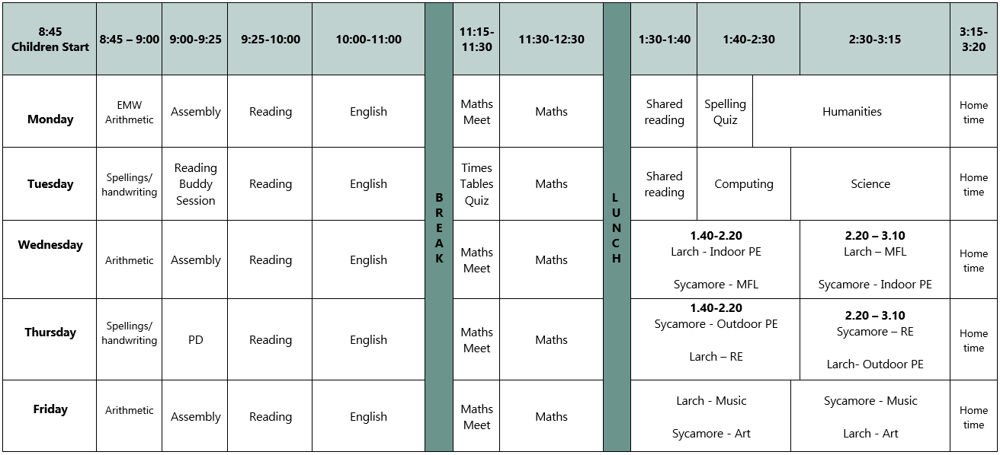 8:45
Children Start
8:45 – 9:00
9:00-9:25
9:25-10:00
10:00-11:00
11:15-
11:30
11:30-12:30
1:30-1:40
1:40-2:30
2:30-3:15
3:15-
3:20
BREAK
LUNCH
Monday
EMW
Arithmetic
Assembly
Reading
English
Maths
Meet
Maths
Shared
reading
Spelling
Quiz
Humanities
Home
time
Tuesday
Spellings/
handwriting
Reading
Buddy
Session
Reading
English
Times
Tables
Quiz
Maths
Shared
reading
Computing
Science
Home
time
Wednesday
Arithmetic
Assembly
Reading
English
Maths
Meet
Maths
1.40-2.20
Larch - Indoor PE
Sycamore - MFL
2.20 – 3.10
Larch – MFL
Sycamore - Indoor PE
Home
time
Thursday
Spellings/
handwriting
PD
Reading
English
Maths
Meet
Maths
1.40-2.20
Sycamore - Outdoor PE
Larch – RE
2.20 – 3.10
Sycamore – RE
Larch- Outdoor PE
Home
time
Friday
Arithmetic
Assembly
Reading
English
Maths
Meet
Maths
Larch - Music
Sycamore - Art
Sycamore - Music
Larch - Art
Home
time